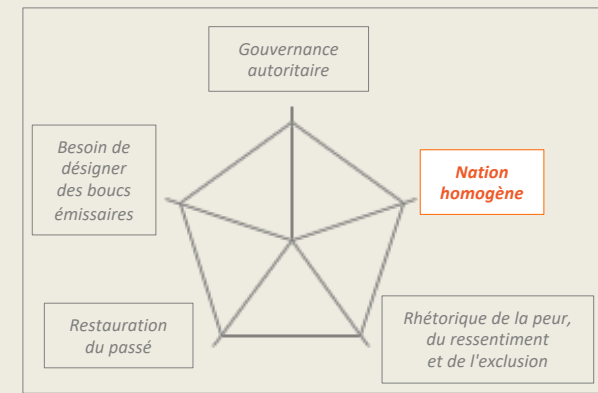 Gouvernance
autoritaire
Besoin de
désigner
des boucs
émissaires
Nation
homogène
Restauration
du passé
Rhétorique de la peur,
du ressentiment
et de l'exclusion